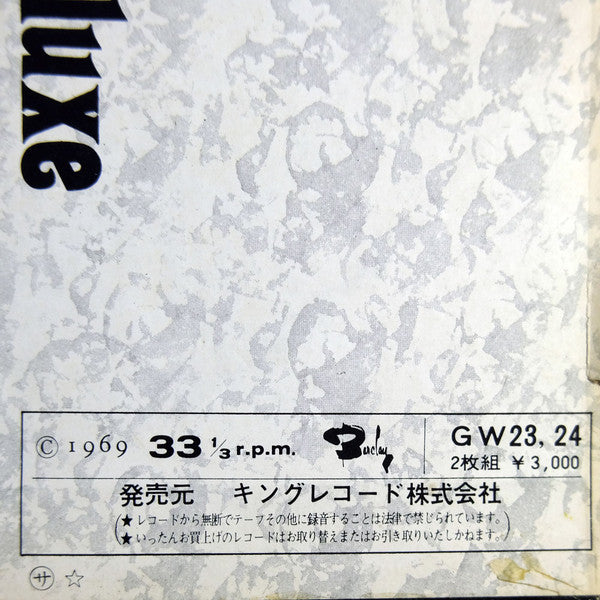 luxe
© 1969 33 1/3 r.p.m. Barclay GW23, 24
2枚組 ¥3,000
発売元 キングレコード株式会社
(★レコードから無断でテープその他に録音することは法律で禁じられています。
★いったんお買上げのレコードはお取り替えまたはお引き取りいたしかねます。)
サ ☆